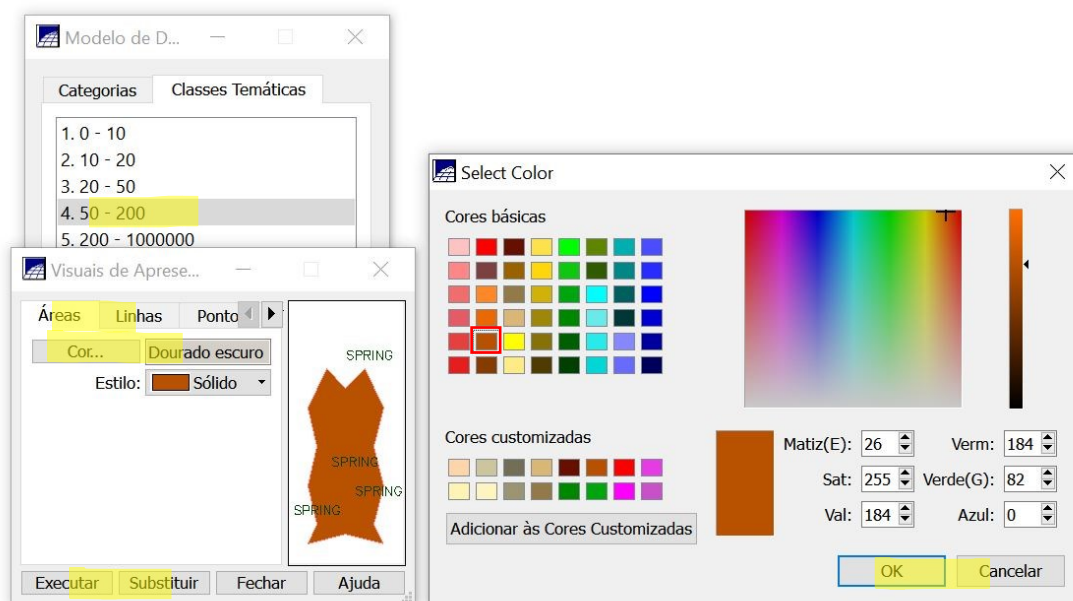 Modelo de D...
Categorias Classes Temáticas
1. 0 - 10
2. 10 - 20
3. 20 - 50
4. 50 - 200
5. 200 - 1000000
Visuais de Aprese...
Áreas Linhas Ponto
Cor... Dourado escuro
Estilo: Sólido
SPRING
SPRING
SPRING
SPRING
Executar Substituir Fechar Ajuda
Select Color
Cores básicas
Cores customizadas
Adicionar às Cores Customizadas
Matiz(E): 26 Verm: 184
Sat: 255 Verde(G): 82
Val: 184 Azul: 0
OK Cancelar